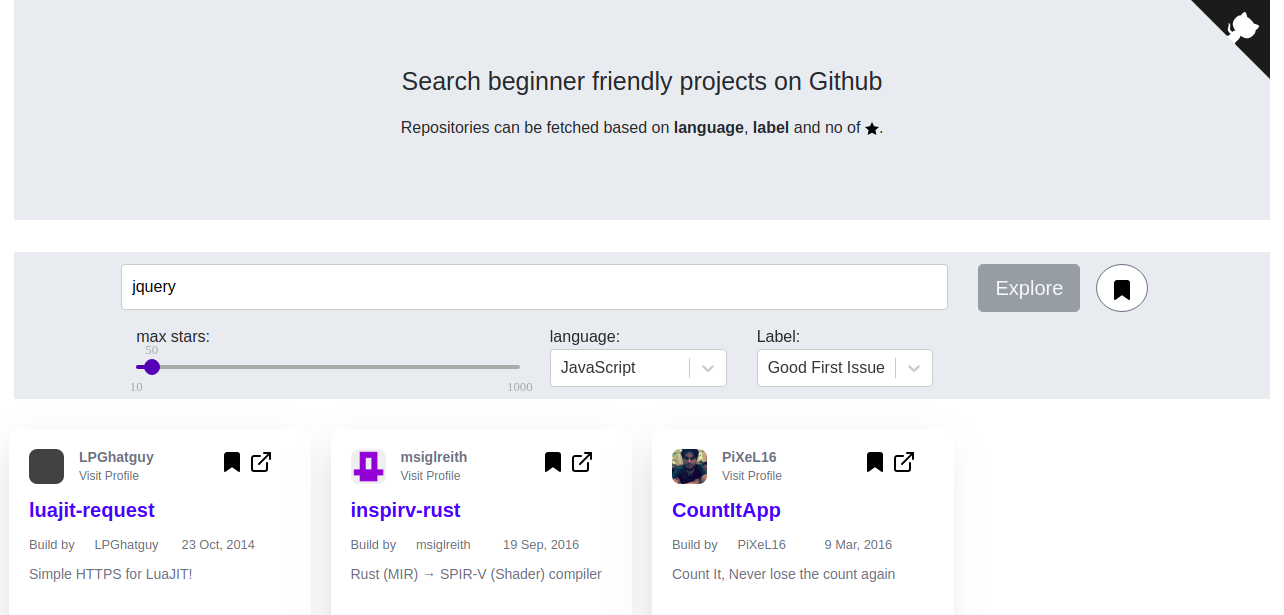 Search beginner friendly projects on Github
Repositories can be fetched based on language, label and no of ★.
jquery
Explore
max stars:
language:
Label:
50
JavaScript
Good First Issue
10
1000
LPGhatguy
Visit Profile
luajit-request
Build by LPGhatguy 23 Oct, 2014
Simple HTTPS for LuaJIT!
msiglreith
Visit Profile
inspirv-rust
Build by msiglreith 19 Sep, 2016
Rust (MIR) → SPIR-V (Shader) compiler
PiXeL16
Visit Profile
CountItApp
Build by PiXeL16 9 Mar, 2016
Count It, Never lose the count again